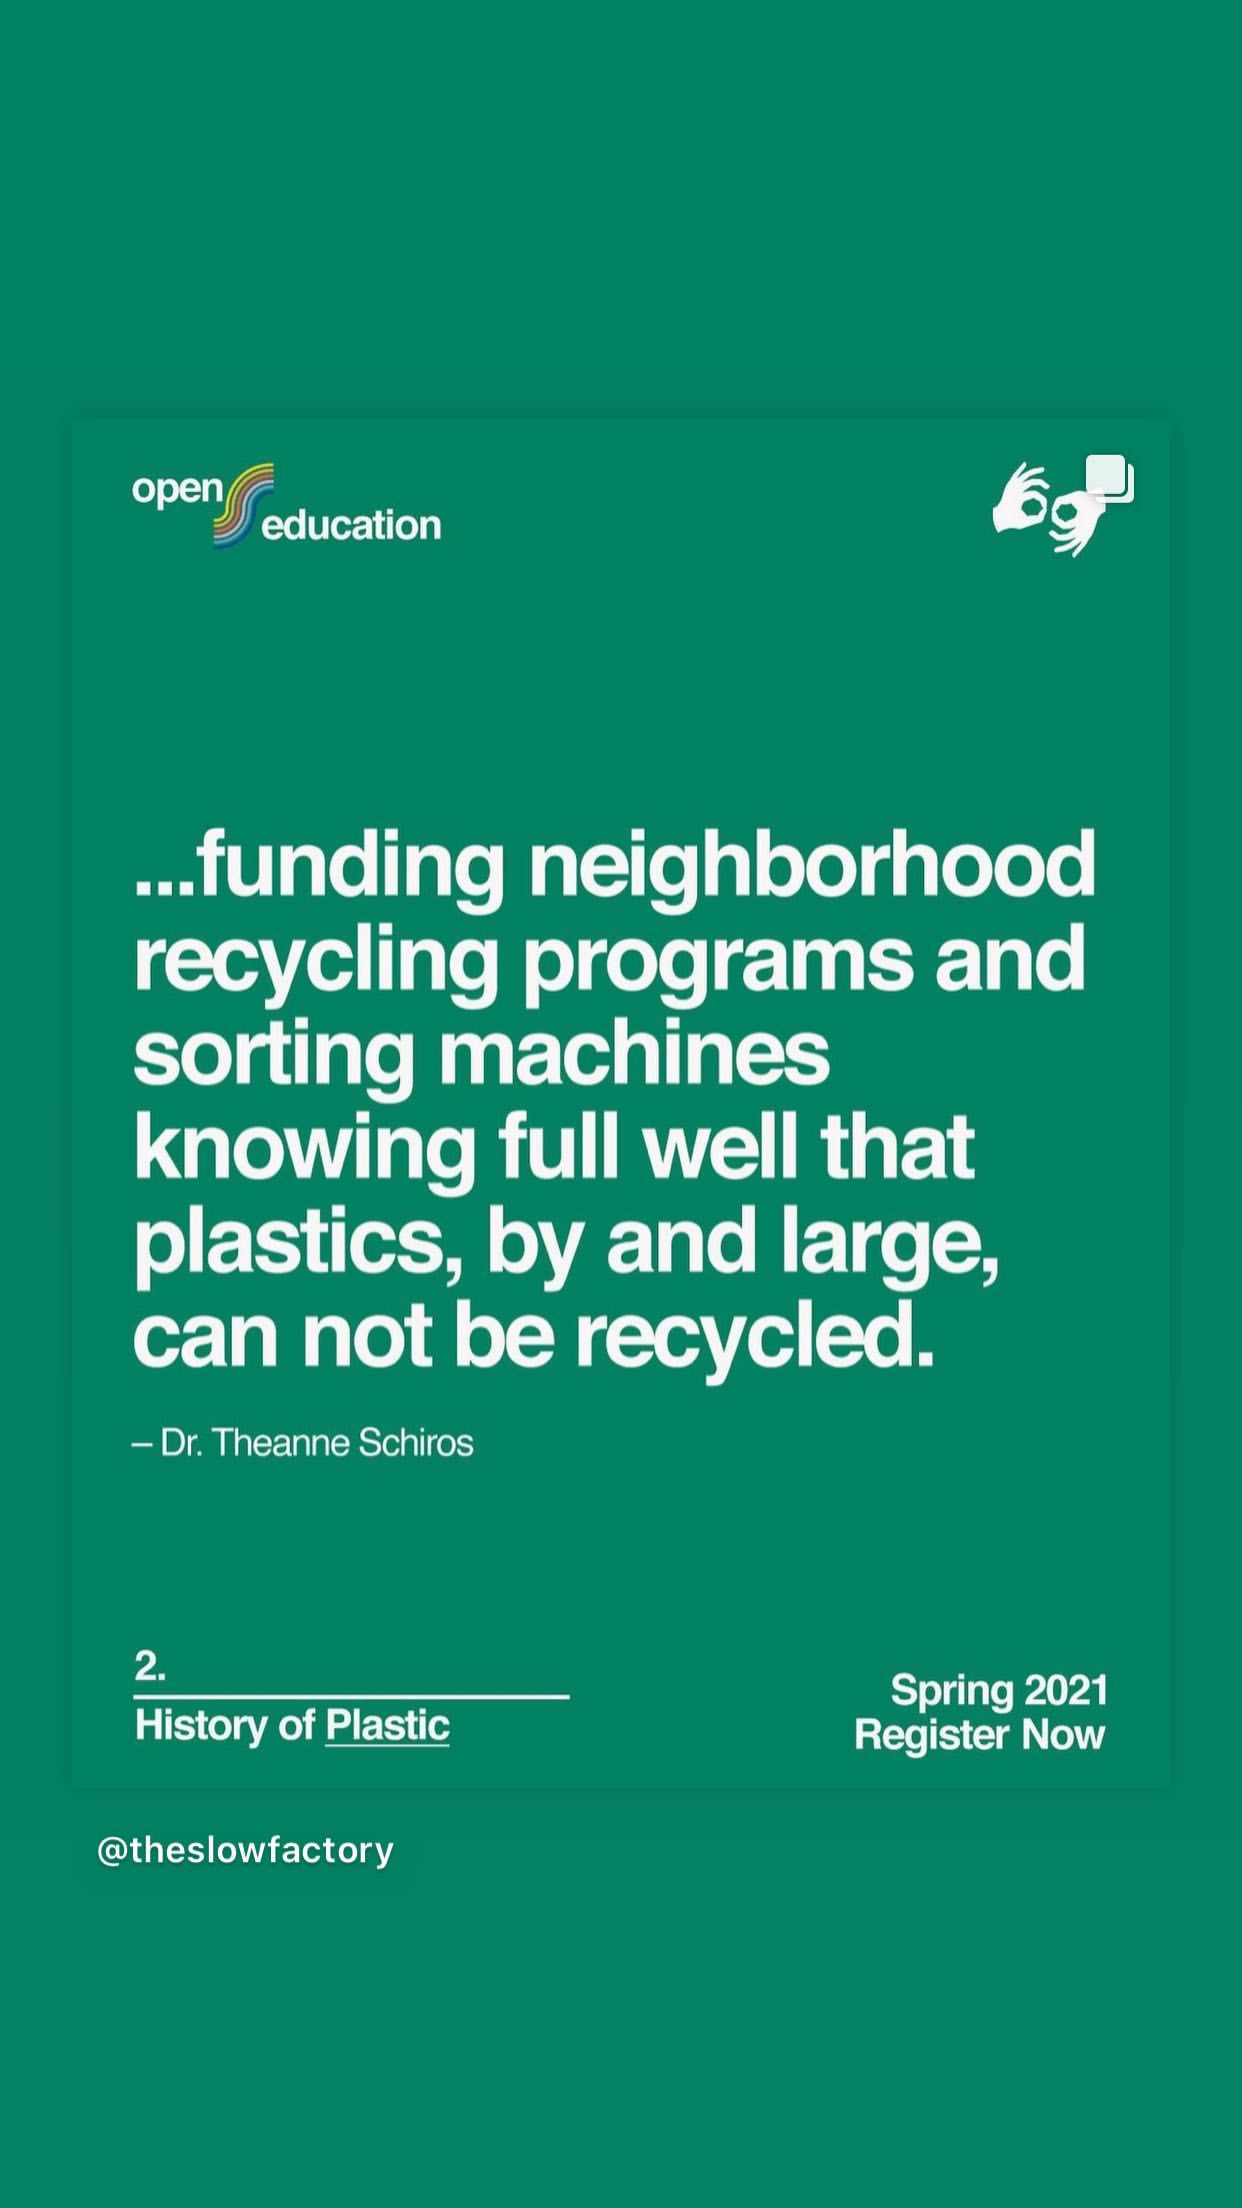 open
education
...funding neighborhood
recycling programs and
sorting machines
knowing full well that
plastics, by and large,
can not be recycled.
– Dr. Theanne Schiros
2.
History of Plastic
Spring 2021
Register Now
@theslowfactory